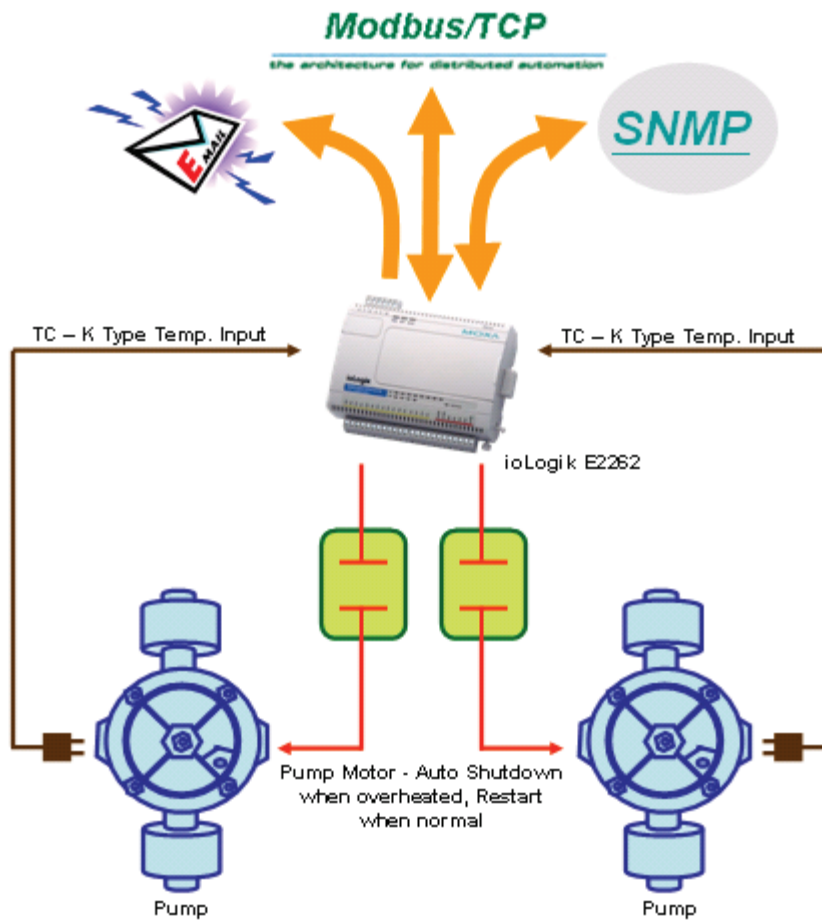 Modbus/TCP
the architecture for distributed automation
E MAIL
SNMP
TC – K Type Temp. Input
TC – K Type Temp. Input
MOXA
ioLogik
ioLogik E2262
Pump Motor - Auto Shutdown
when overheated, Restart
when normal
Pump
Pump